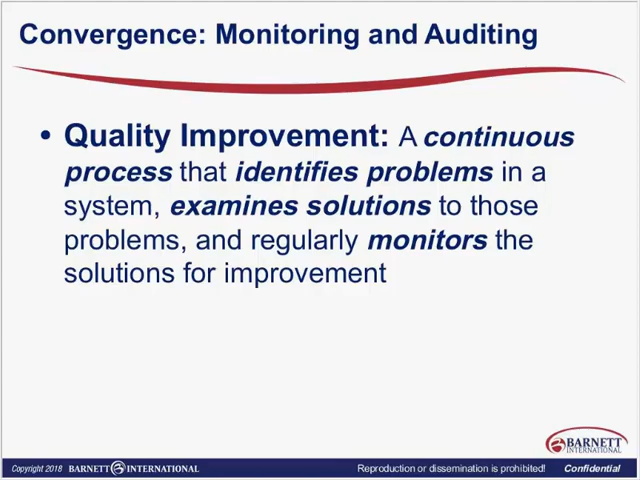 Convergence: Monitoring and Auditing
• Quality Improvement: A continuous
process that identifies problems in a
system, examines solutions to those
problems, and regularly monitors the
solutions for improvement
BARNETT
INTERNATIONAL
Copyright 2018 BARNETT INTERNATIONAL Reproduction or dissemination is prohibited! Confidential